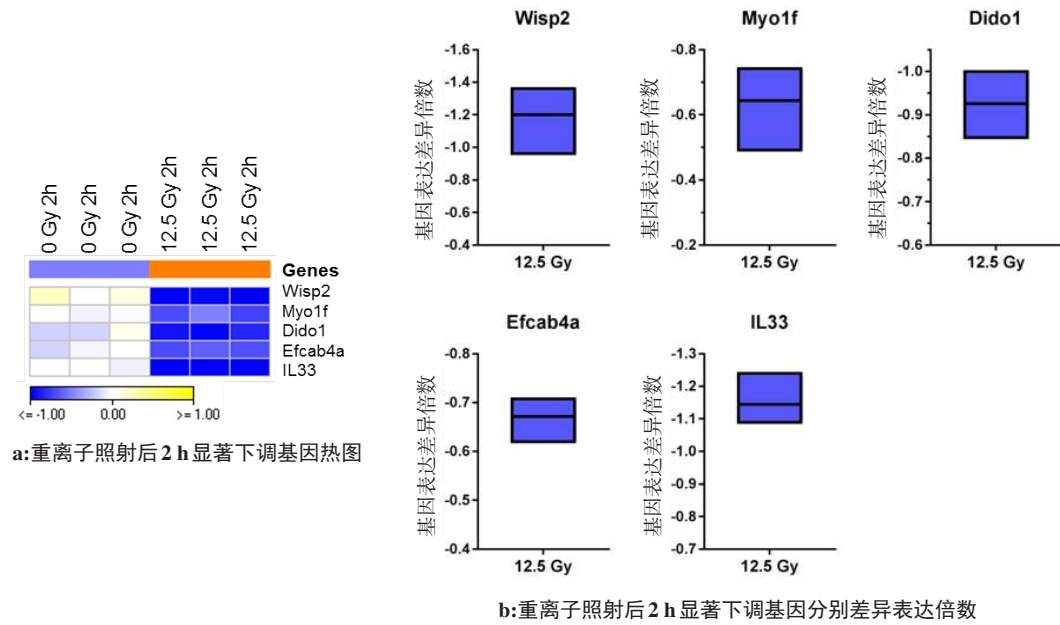 0 Gy 2h
0 Gy 2h
0 Gy 2h
12.5 Gy 2h
12.5 Gy 2h
12.5 Gy 2h
Genes
Wisp2
Myo1f
Dido1
Efcab4a
IL33
<= -1.00 0.00 >= 1.00
a:重离子照射后2 h显著下调基因热图
Wisp2
基因表达差异倍数
-1.6
-1.4
-1.2
-1.0
-0.8
-0.6
-0.4
12.5 Gy
Myo1f
基因表达差异倍数
-0.8
-0.6
-0.4
-0.2
12.5 Gy
Dido1
基因表达差异倍数
-1.0
-0.9
-0.8
-0.6
12.5 Gy
Efcab4a
基因表达差异倍数
-0.8
-0.7
-0.6
-0.5
-0.4
12.5 Gy
IL33
基因表达差异倍数
-1.3
-1.2
-1.1
-1.0
-0.9
-0.8
-0.7
12.5 Gy
b:重离子照射后2 h显著下调基因分别差异表达倍数